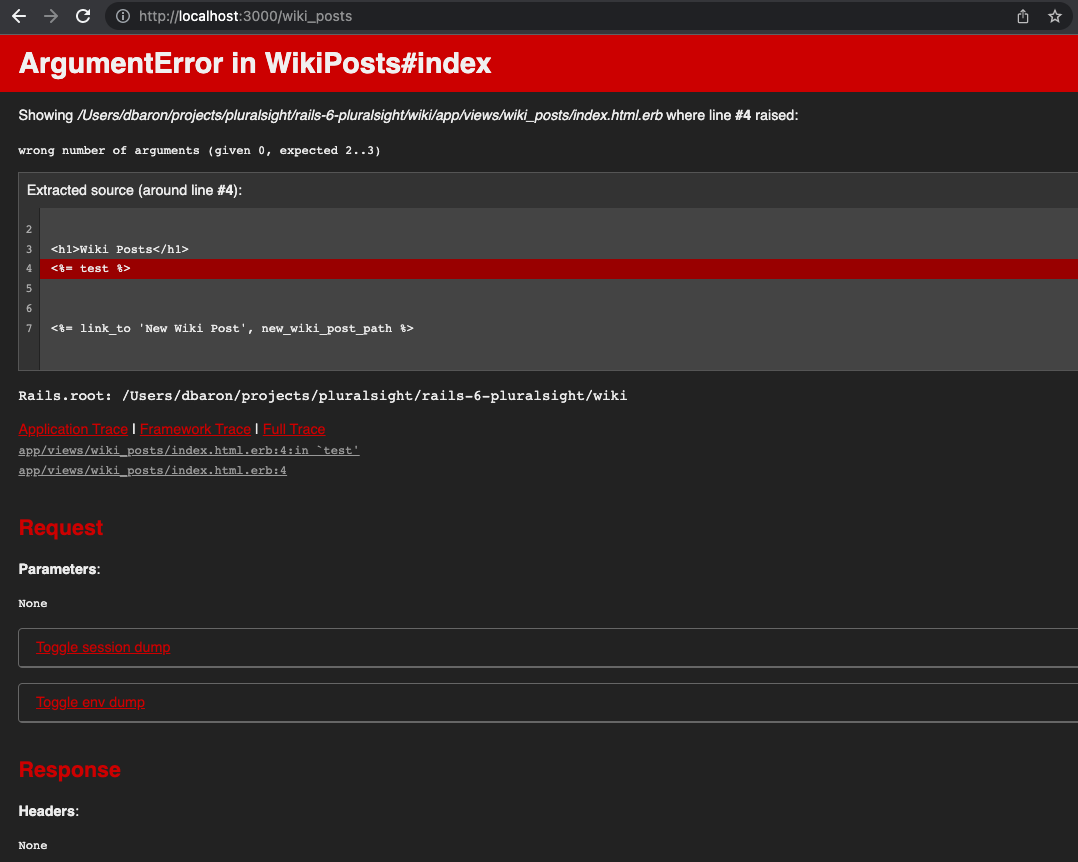 http://localhost:3000/wiki_posts
ArgumentError in WikiPosts#index
Showing /Users/dbaron/projects/pluralsight/rails-6-pluralsight/wiki/app/views/wiki_posts/index.html.erb where line #4 raised:
wrong number of arguments (given 0, expected 2..3)
Extracted source (around line #4):
2
3 <h1>Wiki Posts</h1>
4 <%= test %>
5
6
7 <%= link_to 'New Wiki Post', new_wiki_post_path %>
Rails.root: /Users/dbaron/projects/pluralsight/rails-6-pluralsight/wiki
Application Trace | Framework Trace | Full Trace
app/views/wiki_posts/index.html.erb:4:in `test'
app/views/wiki_posts/index.html.erb:4
Request
Parameters:
None
Toggle session dump
Toggle env dump
Response
Headers:
None